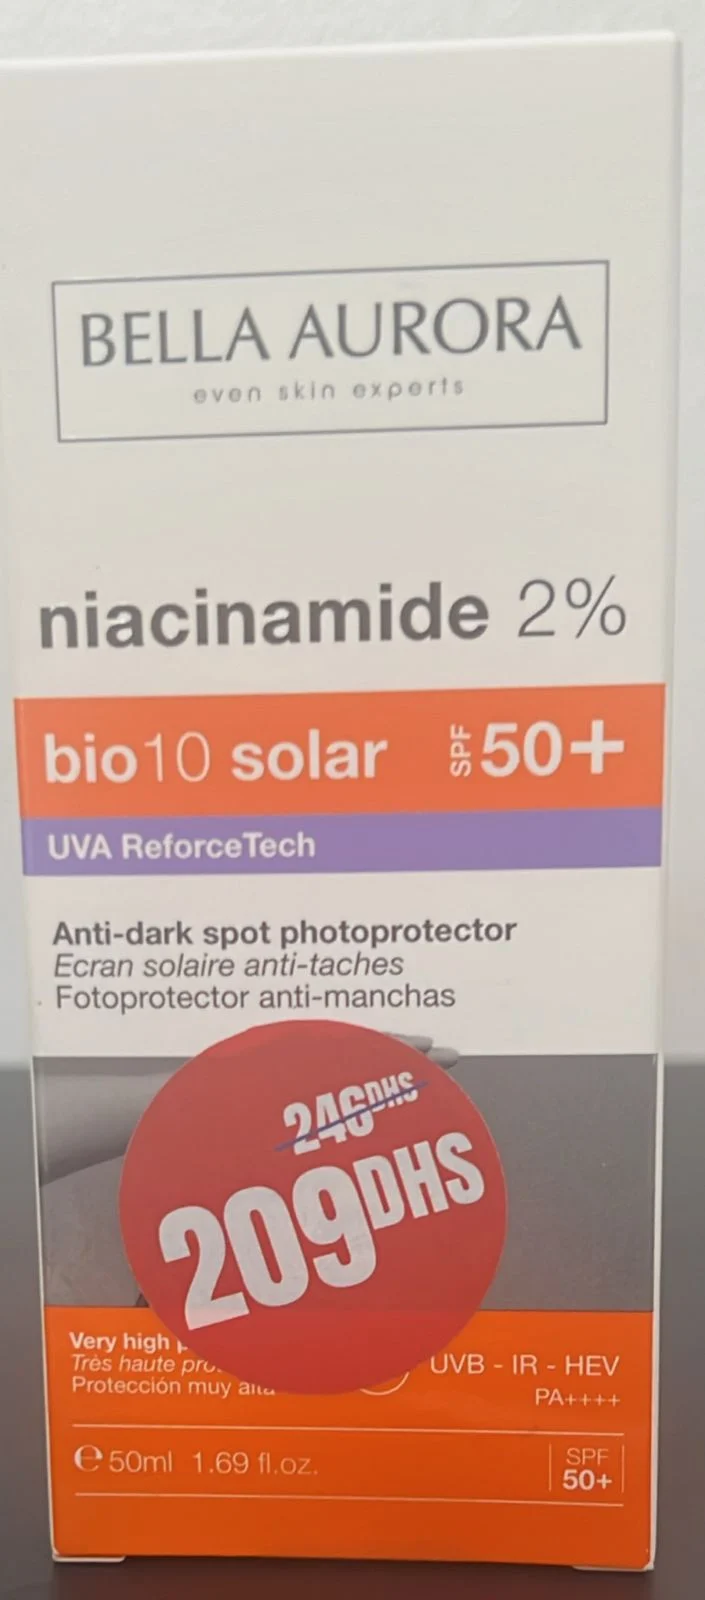 BELLA AURORA
even skin experts
niacinamide 2%
bio10 solar SPF 50+
UVA ReforceTech
Anti-dark spot photoprotector
Ecran solaire anti-taches
Fotoprotector anti-manchas
246DHS
209DHS
Very high
Très haute
Protección muy alta
UVB - IR - HEV
PA++++
e 50ml 1.69 fl.oz.
SPF
50+